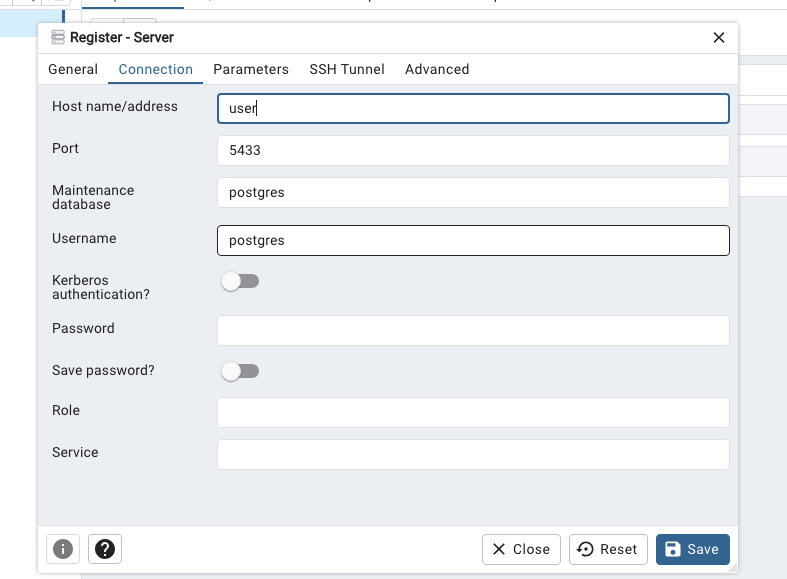 Register - Server
General Connection Parameters SSH Tunnel Advanced
Host name/address user
Port 5433
Maintenance
database postgres
Username postgres
Kerberos
authentication?
Password
Save password?
Role
Service
Close Reset Save